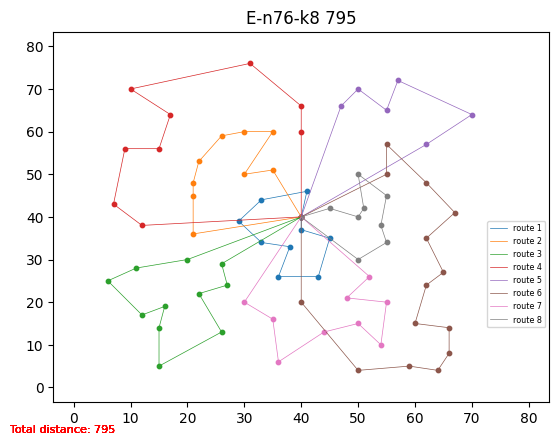 E-n76-k8 795
80
70
60
50
40
30
20
10
0
0 10 20 30 40 50 60 70 80
route 1
route 2
route 3
route 4
route 5
route 6
route 7
route 8
Total distance: 795